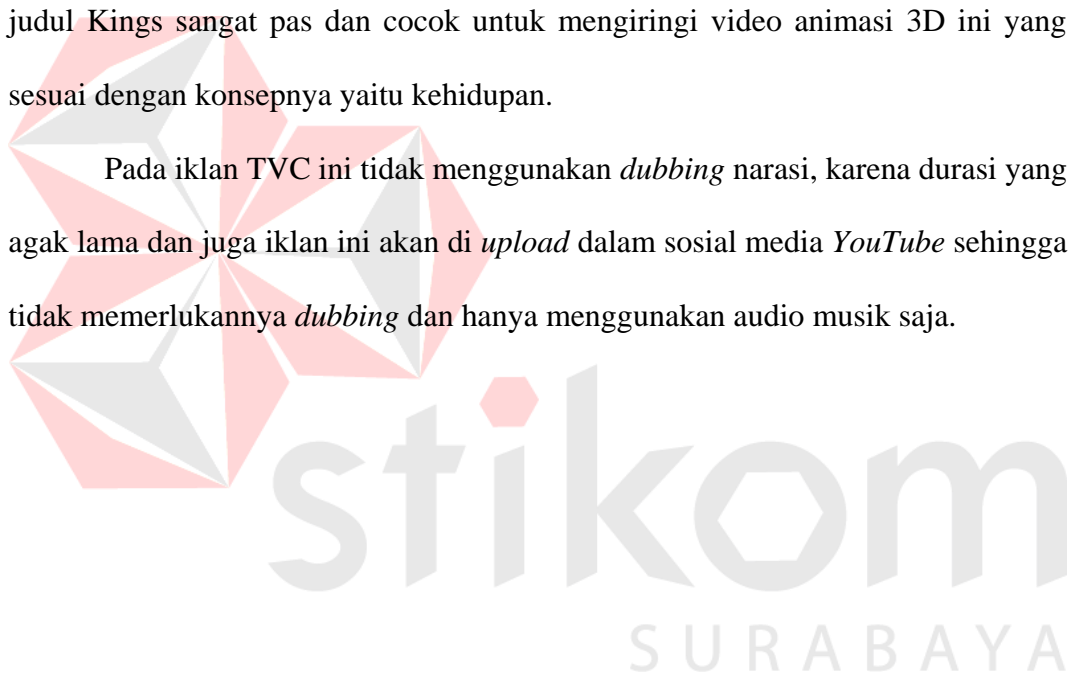 judul Kings sangat pas dan cocok untuk mengiringi video animasi 3D ini yang
sesuai dengan konsepnya yaitu kehidupan.
Pada iklan TVC ini tidak menggunakan dubbing narasi, karena durasi yang
agak lama dan juga iklan ini akan di upload dalam sosial media YouTube sehingga
tidak memerlukannya dubbing dan hanya menggunakan audio musik saja.
stikom
SURABAYA